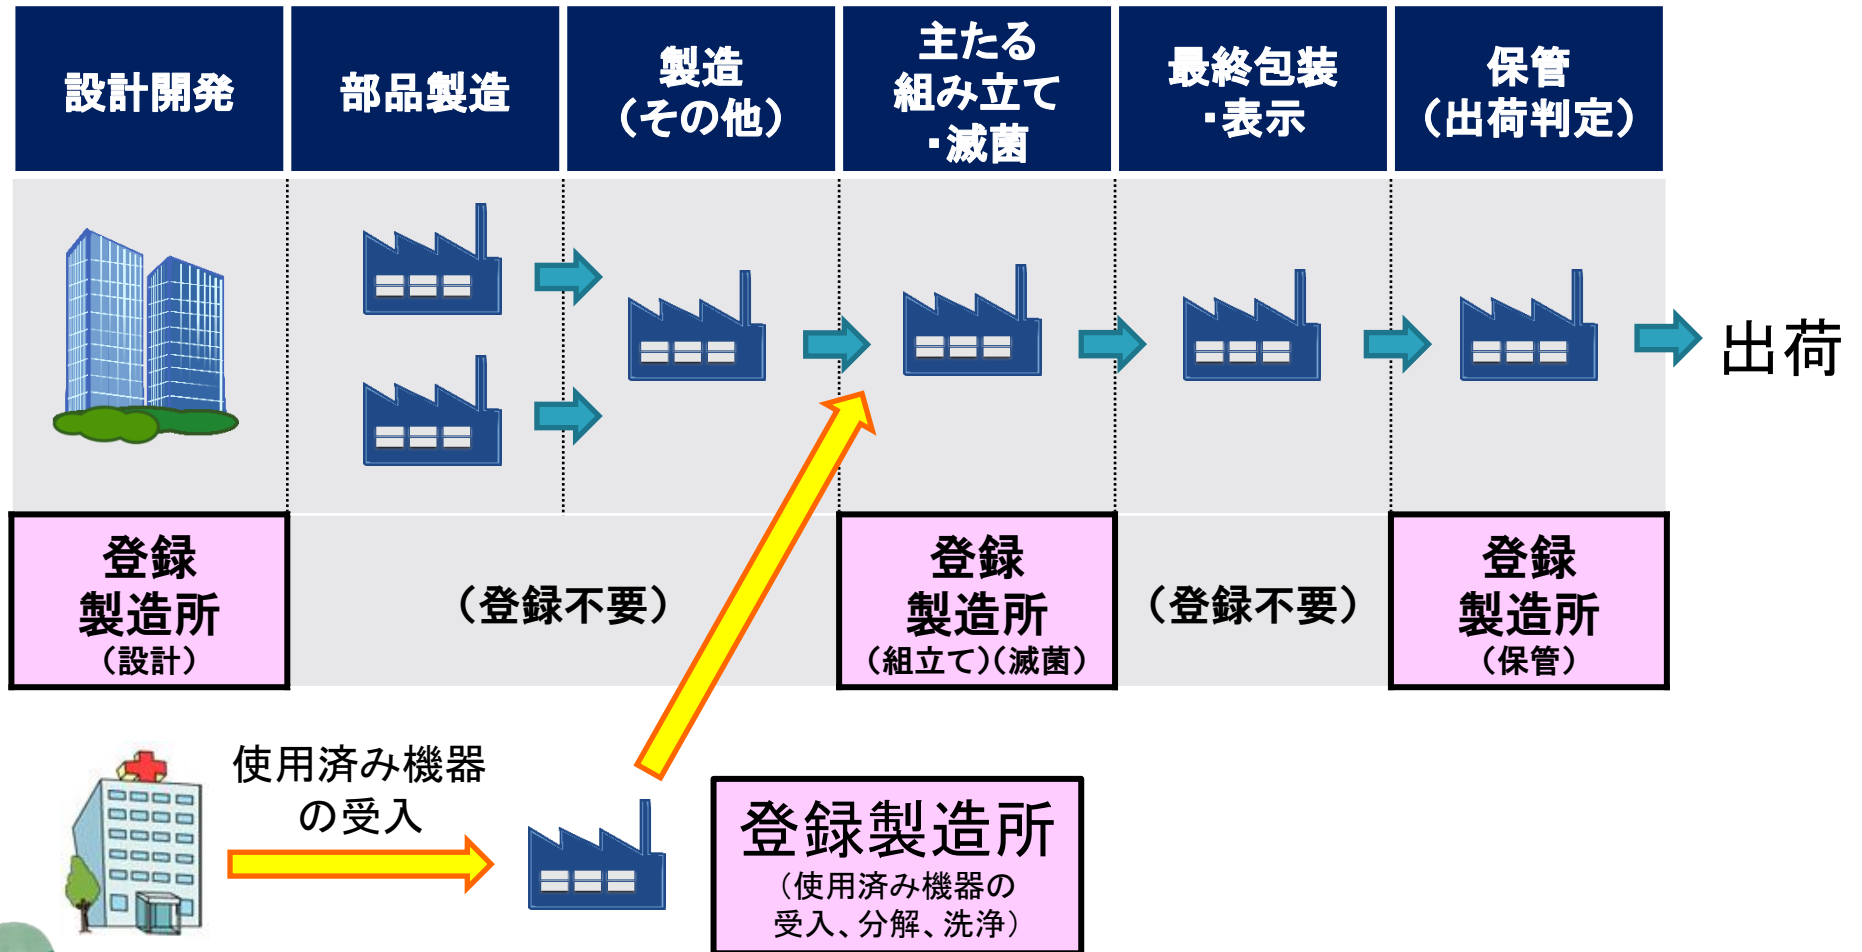 設計開発
部品製造
製造
（その他）
主たる
組み立て
・滅菌
最終包装
・表示
保管
（出荷判定）
出荷
登録
製造所
（設計）
（登録不要）
登録
製造所
（組立て）（滅菌）
（登録不要）
登録
製造所
（保管）
使用済み機器
の受入
登録製造所
（使用済み機器の
受入、分解、洗浄）